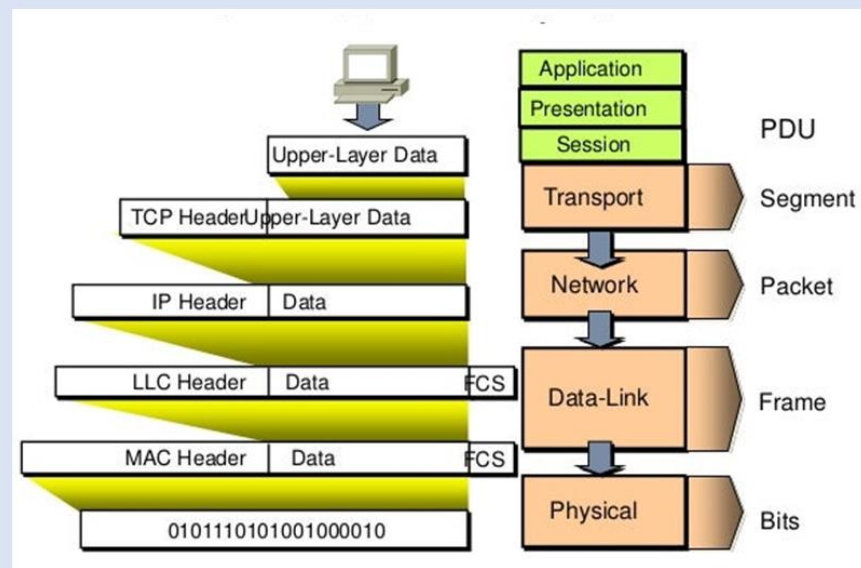 Application
Presentation
PDU
Session
Upper-Layer Data
Transport
Segment
TCP Header Upper-Layer Data
Network
Packet
IP Header Data
LLC Header Data FCS
Data-Link
Frame
MAC Header Data FCS
Physical
Bits
0101110101001000010